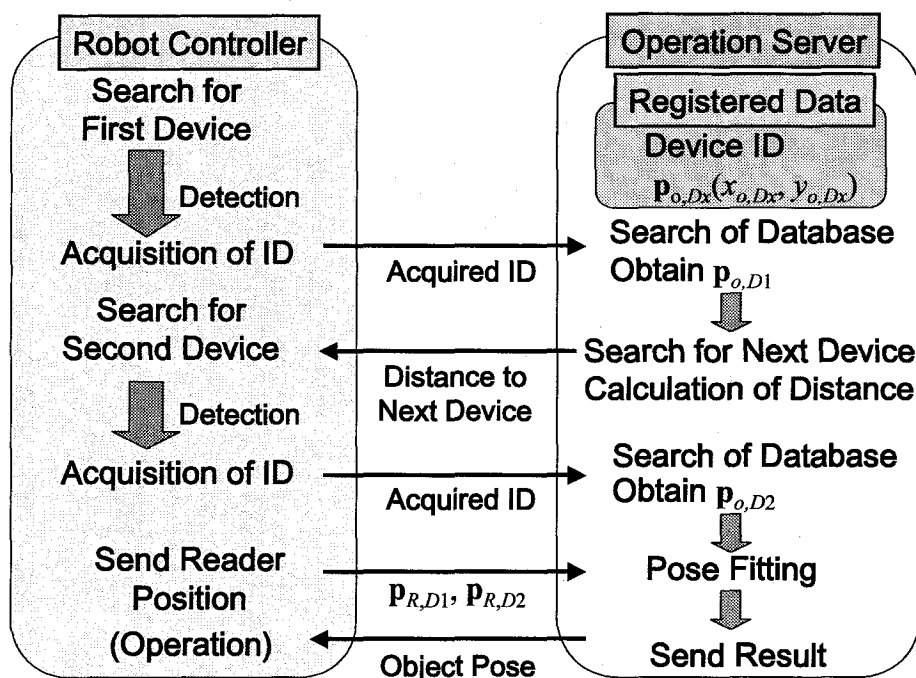 Robot Controller
Search for
First Device
Detection
Acquisition of ID
Search for
Second Device
Detection
Acquisition of ID
Send Reader
Position
(Operation)
Acquired ID
Distance to
Next Device
Acquired ID
p_{R,D1}, p_{R,D2}
Object Pose
Operation Server
Registered Data
Device ID
p_{o,Dx}(x_{o,Dx}, y_{o,Dx})
Search of Database
Obtain p_{o,D1}
Search for Next Device
Calculation of Distance
Search of Database
Obtain p_{o,D2}
Pose Fitting
Send Result